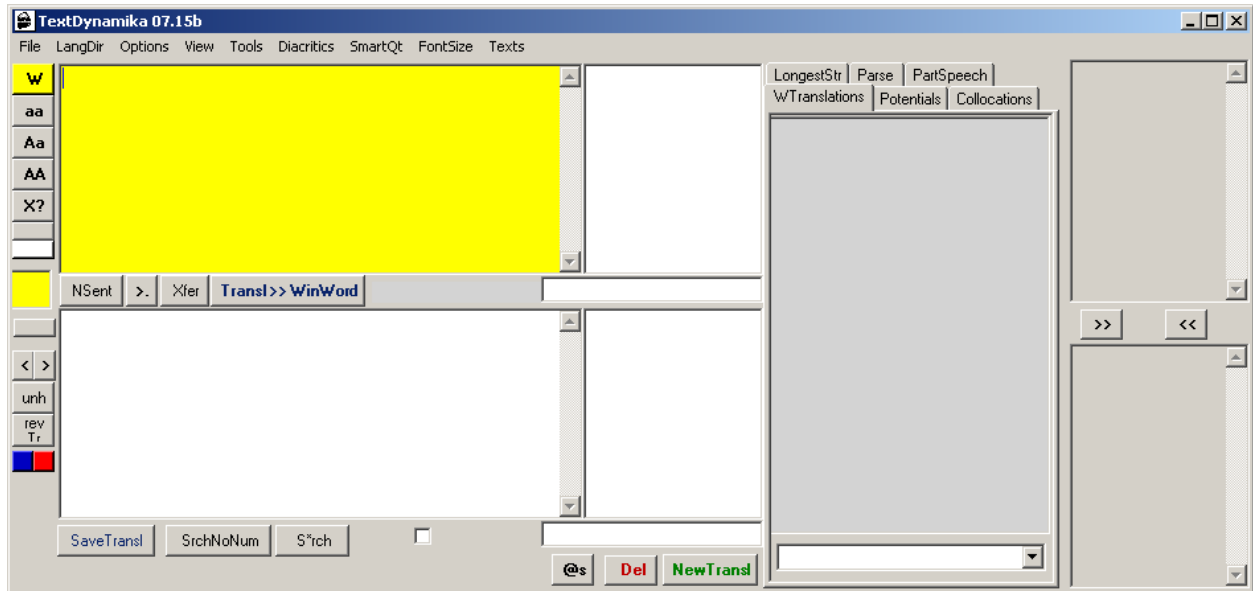 TextDynamika 07.15b
File LangDir Options View Tools Diacritics SmartQt FontSize Texts
W
aa
Aa
AA
X?
LongestStr Parse PartSpeech
WTranslations Potentials Collocations
NSent >. Xfer Transl>> WinWord
>> <<
< >
unh
rev
Tr
SaveTransl SrchNoNum S*rch
@s Del NewTransl